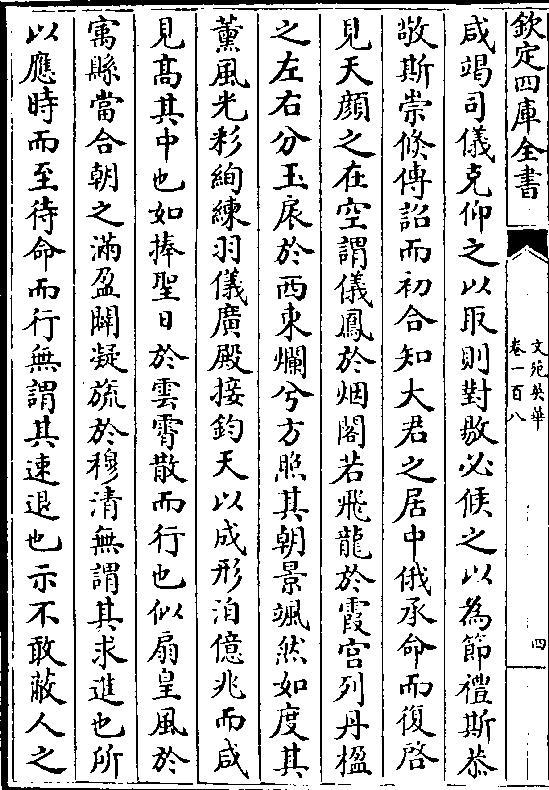 欽定四庫全書
文苑英華
卷一百八
四
咸竭司儀克仰之以取則對敭必候之以為節禮斯恭
敬斯崇倏傳詔而初合知大君之居中俄承命而復啓
見天顔之在空謂儀鳳於烟閣若飛龍於霞宫列丹楹
之左右分玉扆於西東爛兮方照其朝景颯然如度其
薰風光彩絢練羽儀廣殿接鈞天以成形洎億兆而咸
見髙其中也如捧聖日於雲霄散而行也似扇皇風於
寓縣當合朝之滿盈闢凝旒於穆清無謂其求進也所
以應時而至待命而行無謂其速退也示不敢蔽人之